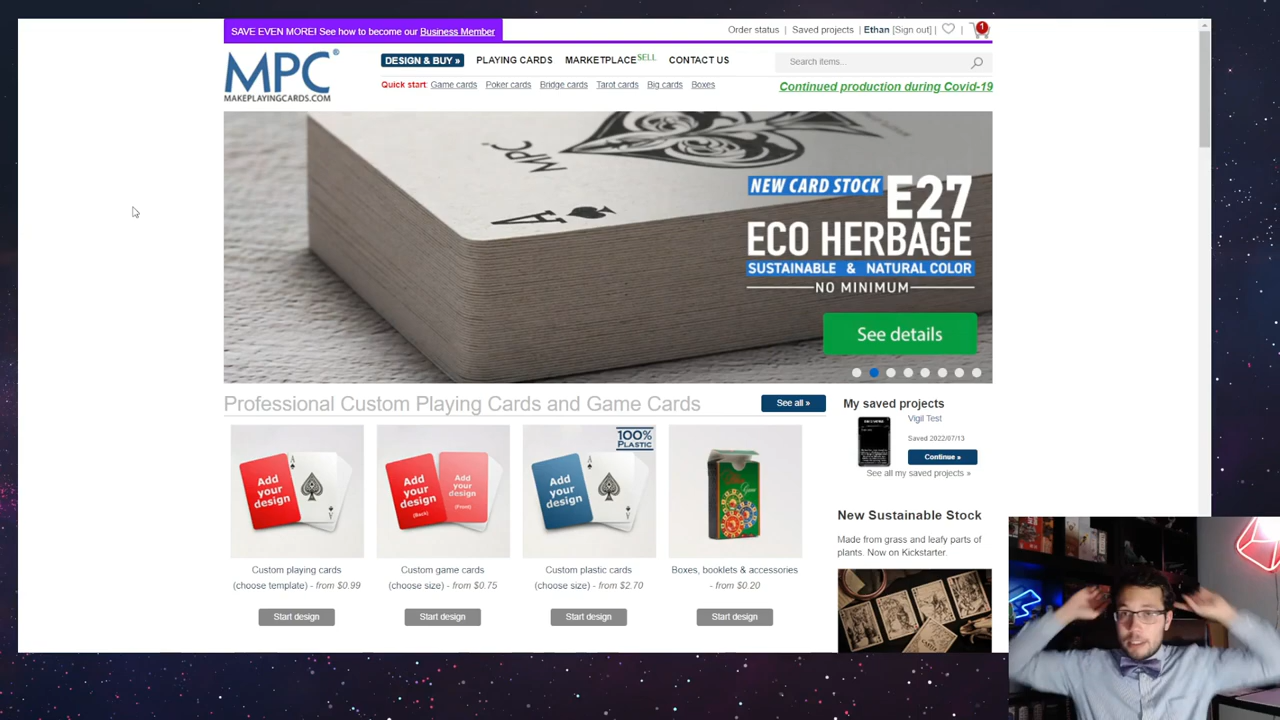 SAVE EVEN MORE! See how to become our Business Member
Order status | Saved projects | Ethan [Sign out] | | 1
MPC®
MAKEPLAYINGCARDS.COM
DESIGN & BUY » PLAYING CARDS MARKETPLACE SELL CONTACT US
Search items...
Quick start: Game cards Poker cards Bridge cards Tarot cards Big cards Boxes
Continued production during Covid-19
MPC
A
NEW CARD STOCK E27
ECO HERBAGE
SUSTAINABLE & NATURAL COLOR
NO MINIMUM
See details
Professional Custom Playing Cards and Game Cards
See all »
Add your design
A
A
Add your design
(Back)
Add your design
(Front)
100% PLASTIC
Add your design
A
A
Custom playing cards
(choose template) - from $0.99
Start design
Custom game cards
(choose size) - from $0.75
Start design
Custom plastic cards
(choose size) - from $2.70
Start design
Boxes, booklets & accessories
- from $0.20
Start design
My saved projects
Vigil Test
Saved 2022/07/13
Continue »
See all my saved projects »
New Sustainable Stock
Made from grass and leafy parts of
plants. Now on Kickstarter.